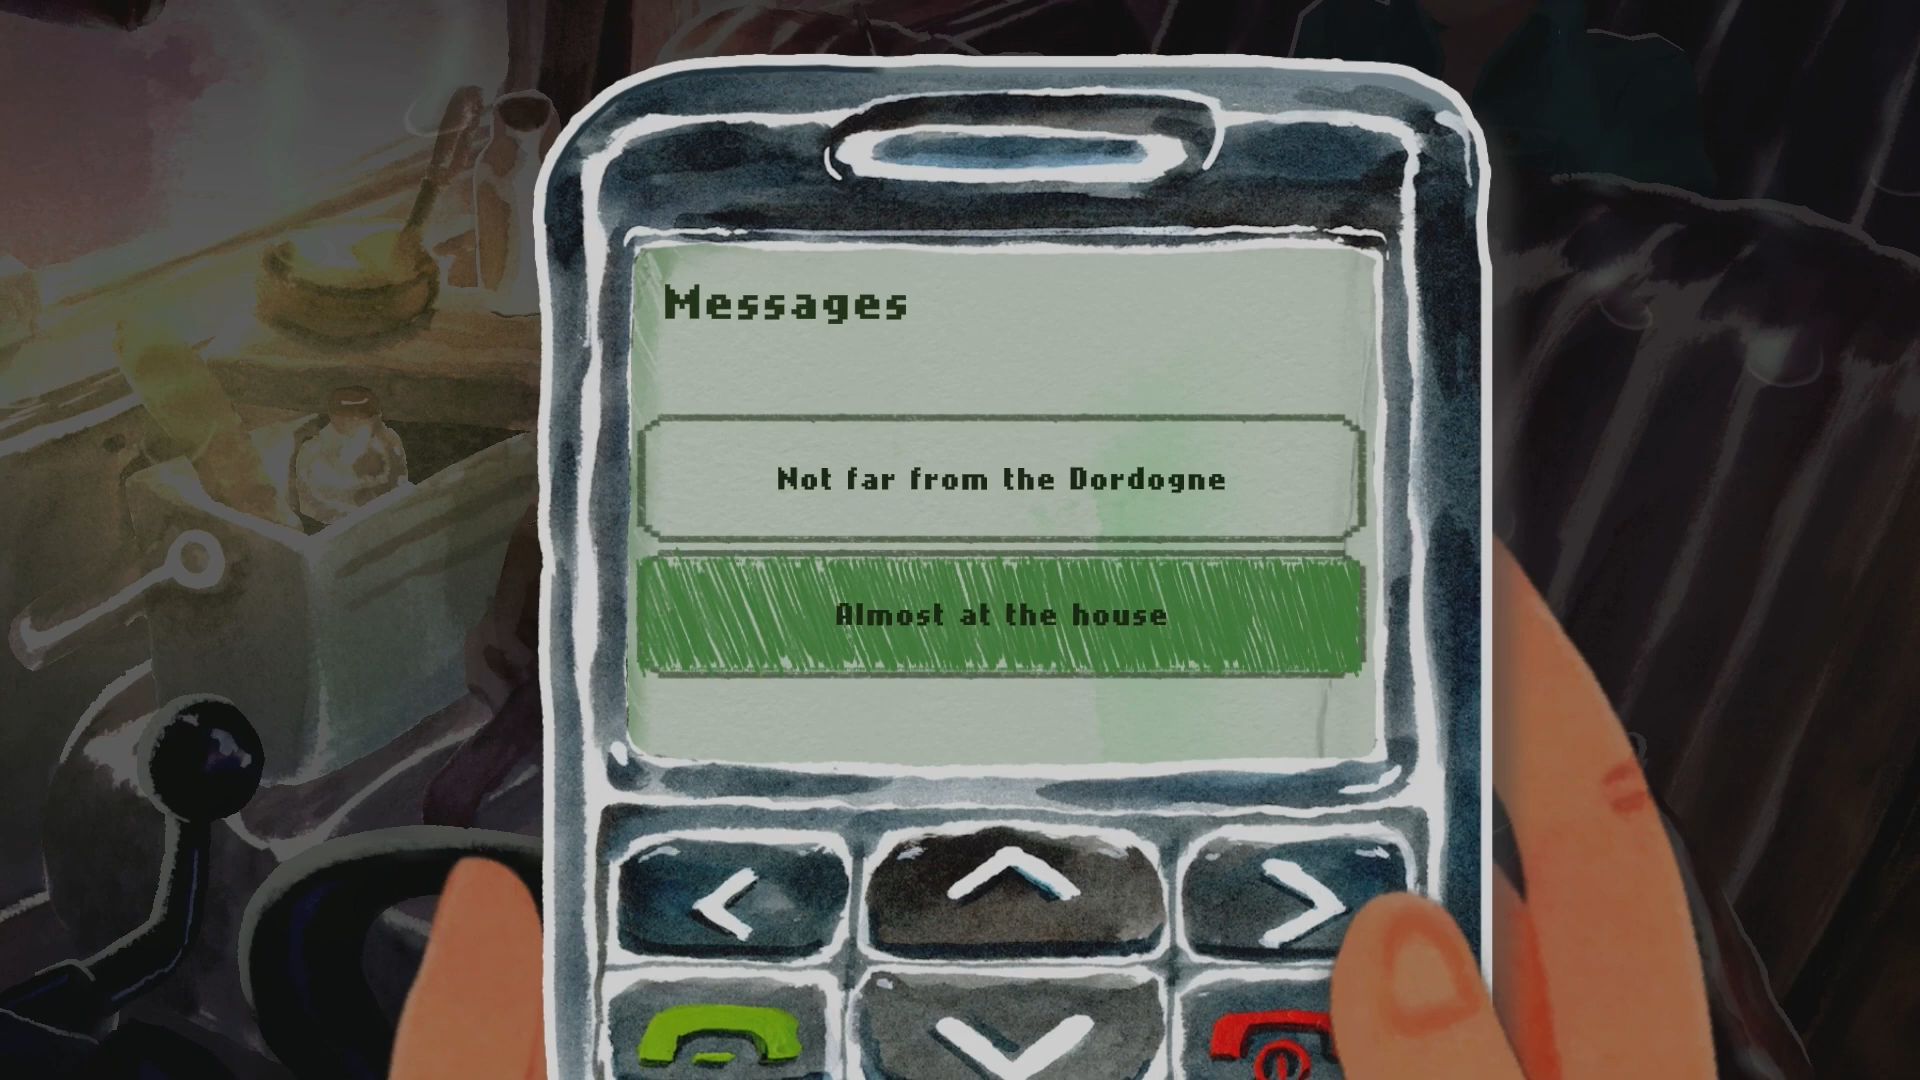 Messages
Not far from the Dordogne
Almost at the house